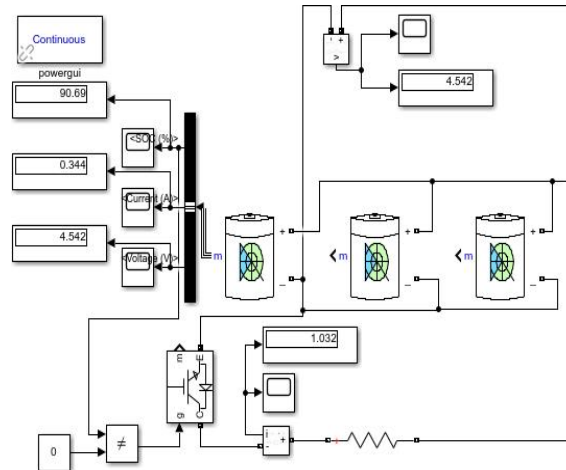 Continuous
powergui
90.69
<SOC (%)>
0.344
<Current (A)>
4.542
<Voltage (V)>
4.542
- +
v
m
+
−
m
+
−
m
+
−
1.032
m E
g C
i
+
-
0
≠